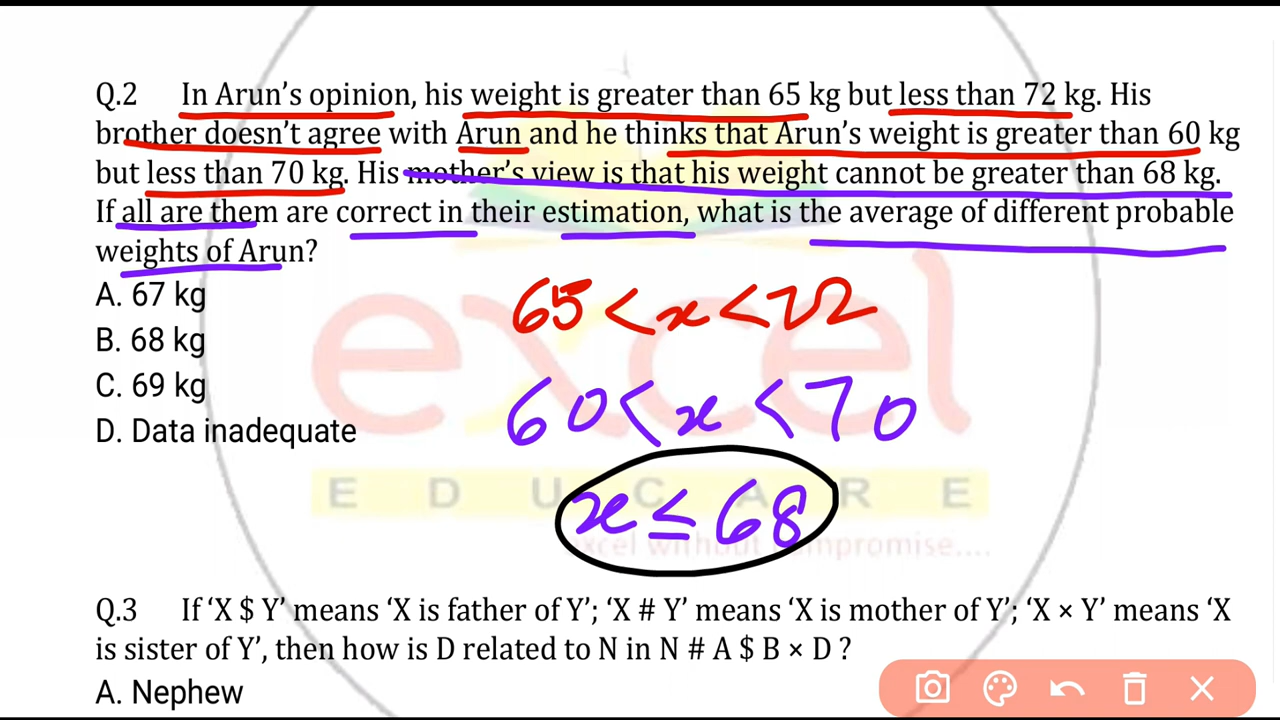 Q.2 In Arun's opinion, his weight is greater than 65 kg but less than 72 kg. His
brother doesn't agree with Arun and he thinks that Arun's weight is greater than 60 kg
but less than 70 kg. His mother's view is that his weight cannot be greater than 68 kg.
If all are them are correct in their estimation, what is the average of different probable
weights of Arun?
A. 67 kg
B. 68 kg
C. 69 kg
D. Data inadequate
65 < x < 72
60 < x < 70
x ≤ 68
excel
EDUCARE
excel without compromise....
Q.3 If ‘X $ Y’ means ‘X is father of Y’; ‘X # Y’ means ‘X is mother of Y’; ‘X × Y’ means ‘X
is sister of Y’, then how is D related to N in N # A $ B × D ?
A. Nephew